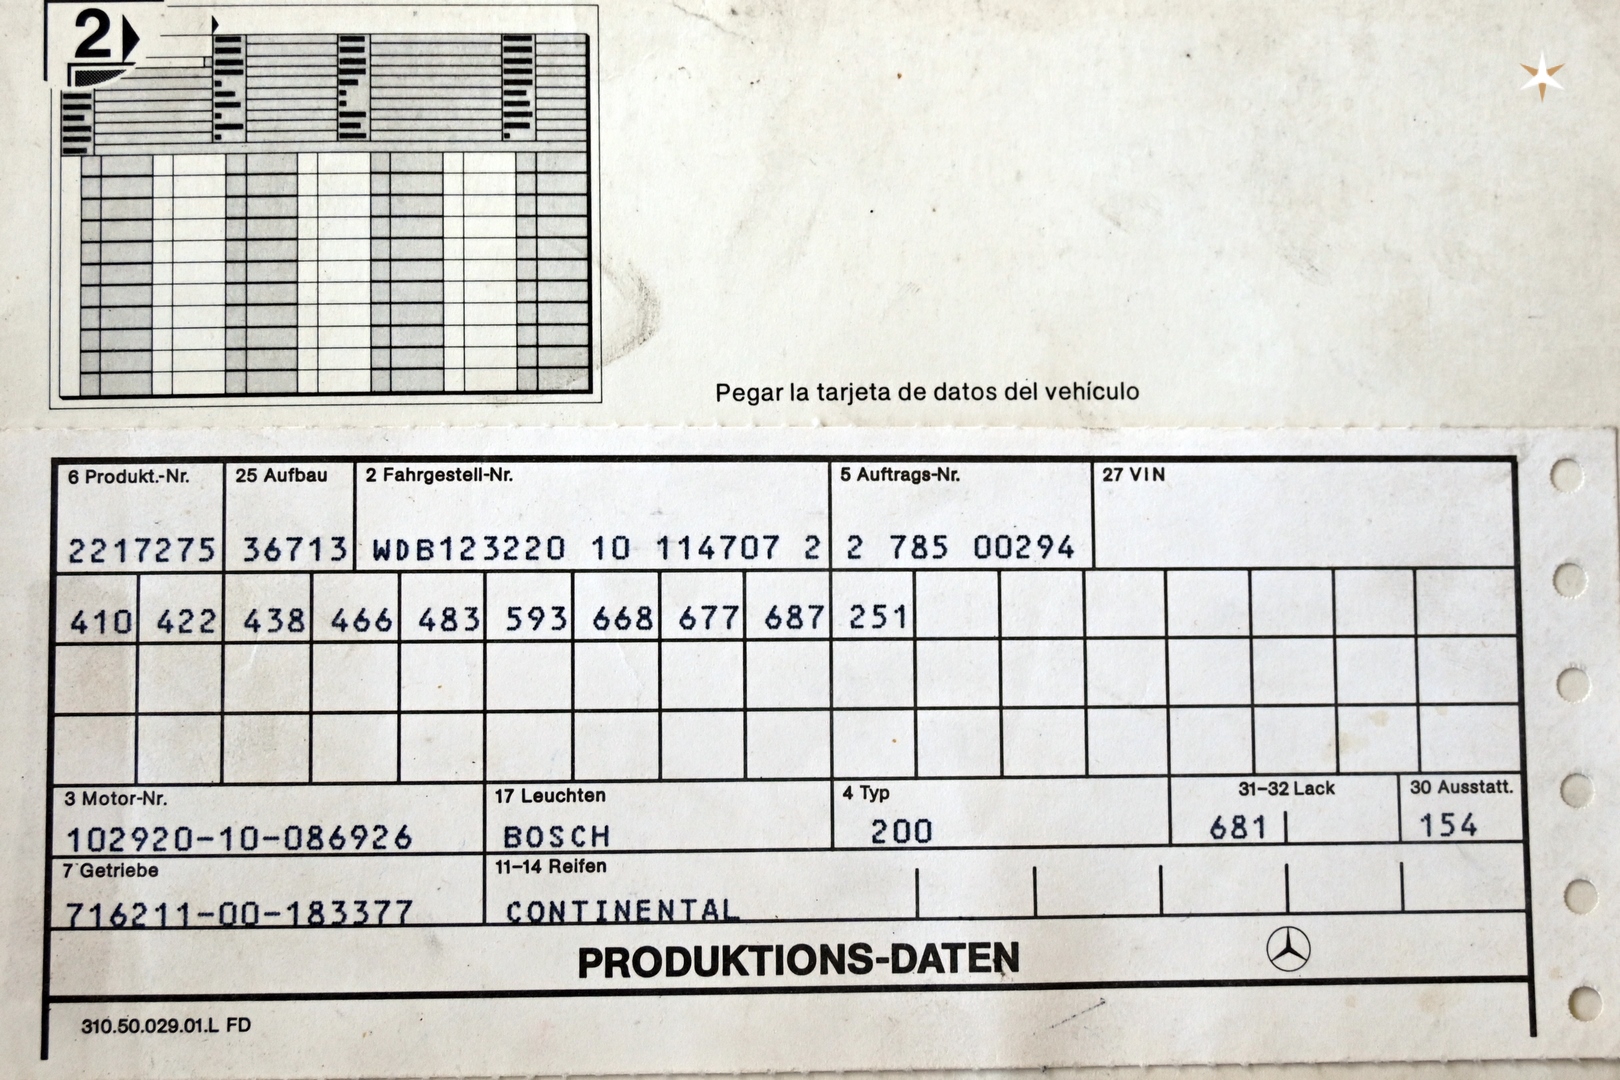 2
Pegar la tarjeta de datos del vehículo
6 Produkt.-Nr. 25 Aufbau 2 Fahrgestell-Nr. 5 Auftrags-Nr. 27 VIN
2217275 36713 WDB123220 10 114707 2 2 785 00294
410 422 438 466 483 593 668 677 687 251
3 Motor-Nr. 17 Leuchten 4 Typ 31-32 Lack 30 Ausstatt.
102920-10-086926 BOSCH 200 681 154
7 Getriebe 11-14 Reifen
716211-00-183377 CONTINENTAL
PRODUKTIONS-DATEN
310.50.029.01.L FD